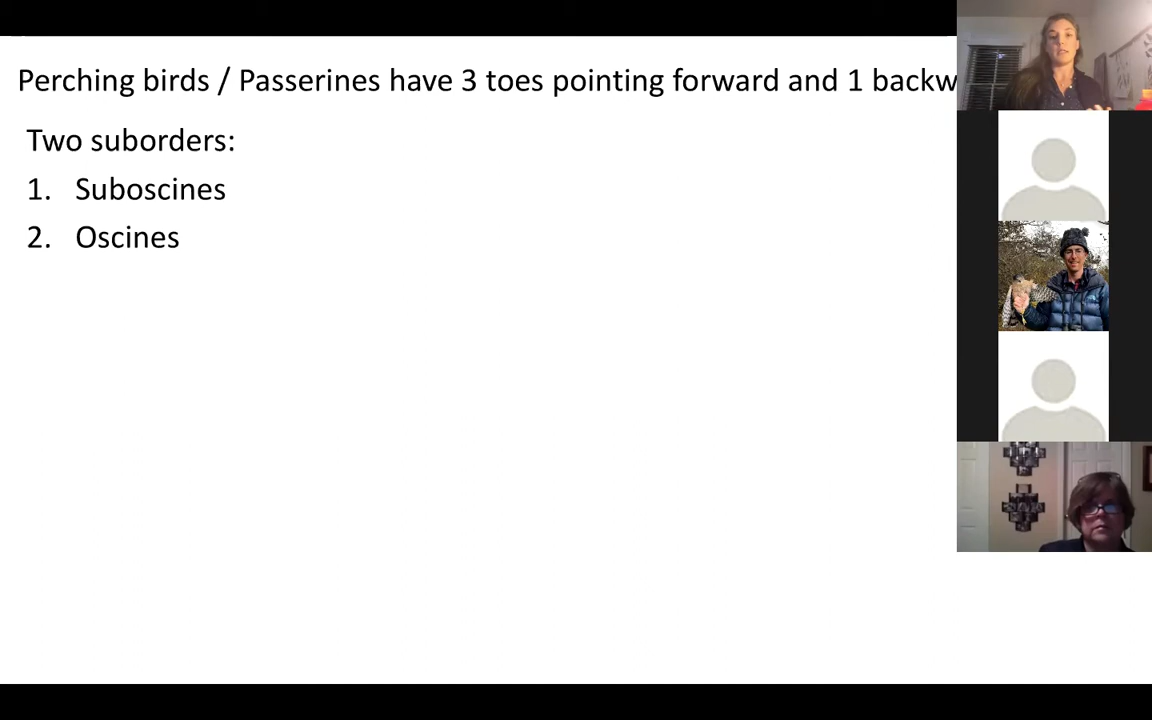 Perching birds / Passerines have 3 toes pointing forward and 1 backw
Two suborders:
1. Suboscines
2. Oscines